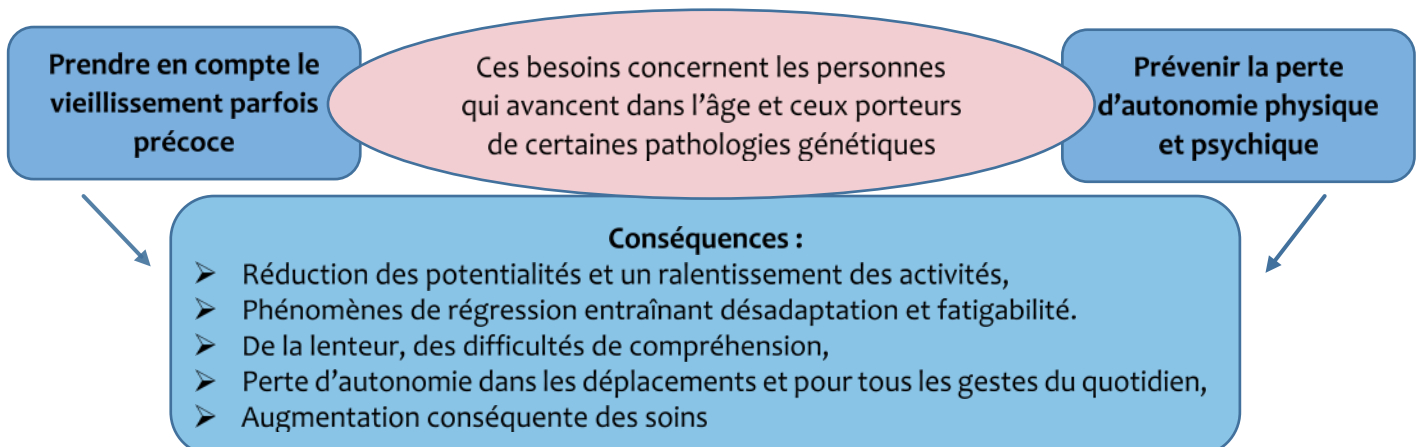 Prendre en compte le
vieillissement parfois
précoce
Ces besoins concernent les personnes
qui avancent dans l'âge et ceux porteurs
de certaines pathologies génétiques
Prévenir la perte
d'autonomie physique
et psychique
Conséquences :
➢ Réduction des potentialités et un ralentissement des activités,
➢ Phénomènes de régression entraînant désadaptation et fatigabilité.
➢ De la lenteur, des difficultés de compréhension,
➢ Perte d'autonomie dans les déplacements et pour tous les gestes du quotidien,
➢ Augmentation conséquente des soins